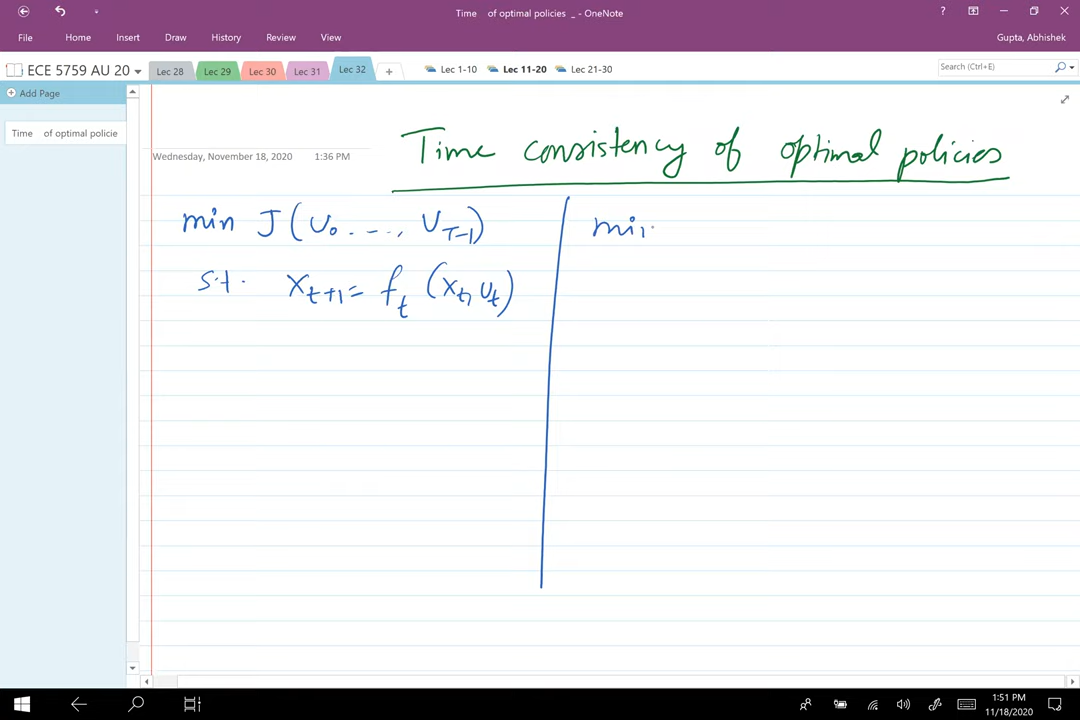 Time of optimal policies _ - OneNote
?
File Home Insert Draw History Review View
Gupta, Abhishek
ECE 5759 AU 20 Lec 28 Lec 29 Lec 30 Lec 31 Lec 32 + Lec 1-10 Lec 11-20 Lec 21-30
Search (Ctrl+E)
Add Page
Time of optimal policie
Wednesday, November 18, 2020 1:36 PM
Time consistency of optimal policies
min J(U₀ . -- ., U_{T-1})
min
s.t. X_{t+1} = f_t (X_t, U_t)
1:51 PM
11/18/2020